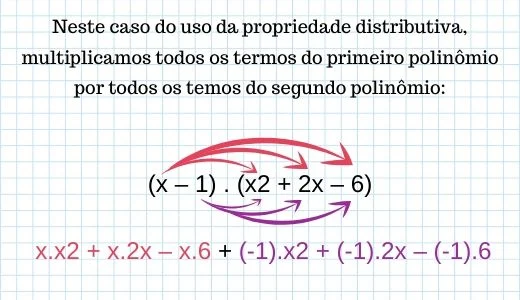 Neste caso do uso da propriedade distributiva,
multiplicamos todos os termos do primeiro polinômio
por todos os temos do segundo polinômio:
(x – 1) . (x2 + 2x – 6)
x.x2 + x.2x – x.6 + (-1).x2 + (-1).2x – (-1).6